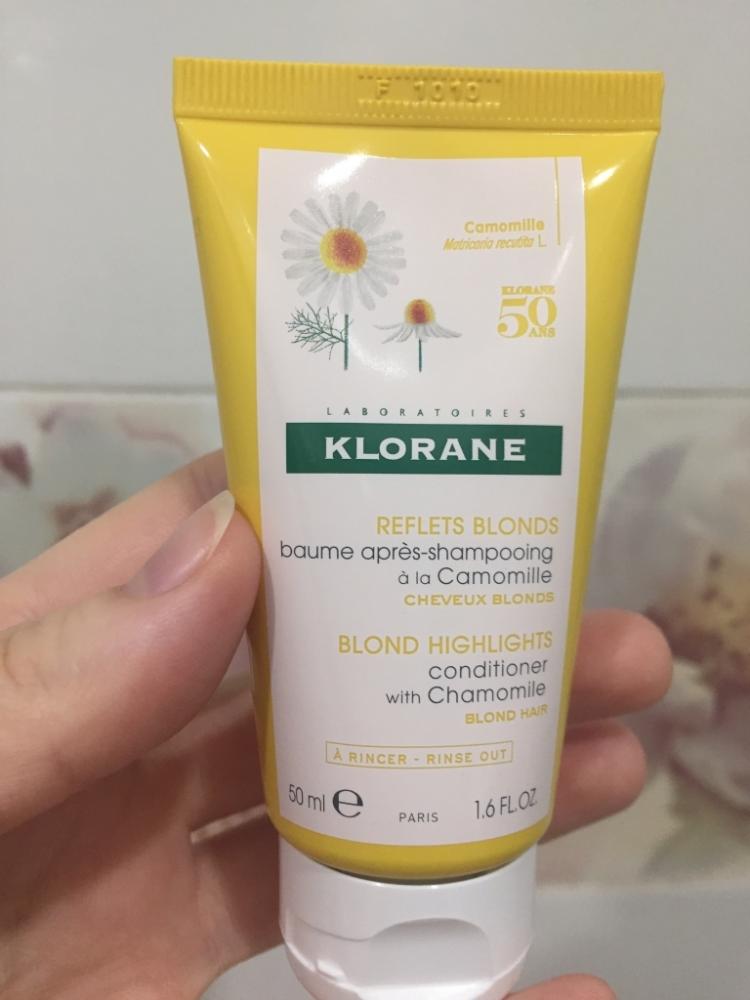 F 1010
Camomille
Matricaria recutita L
KLORANE
50
ANS
LABORATOIRES
KLORANE
REFLETS BLONDS
baume après-shampooing
à la Camomille
CHEVEUX BLONDS
BLOND HIGHLIGHTS
conditioner
with Chamomile
BLOND HAIR
À RINCER - RINSE OUT
50 ml e PARIS 1.6 FL.OZ.